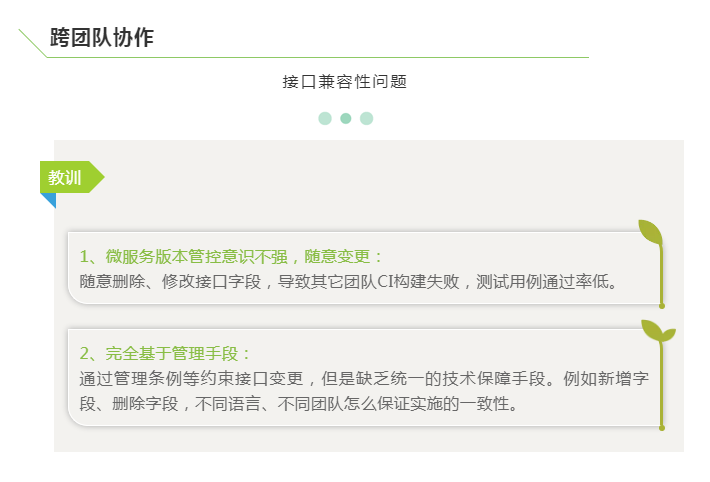 跨团队协作
接口兼容性问题
教训
1、微服务版本管控意识不强，随意变更：
随意删除、修改接口字段，导致其它团队CI构建失败，测试用例通过率低。
2、完全基于管理手段：
通过管理条例等约束接口变更，但是缺乏统一的技术保障手段。例如新增字
段、删除字段，不同语言、不同团队怎么保证实施的一致性。